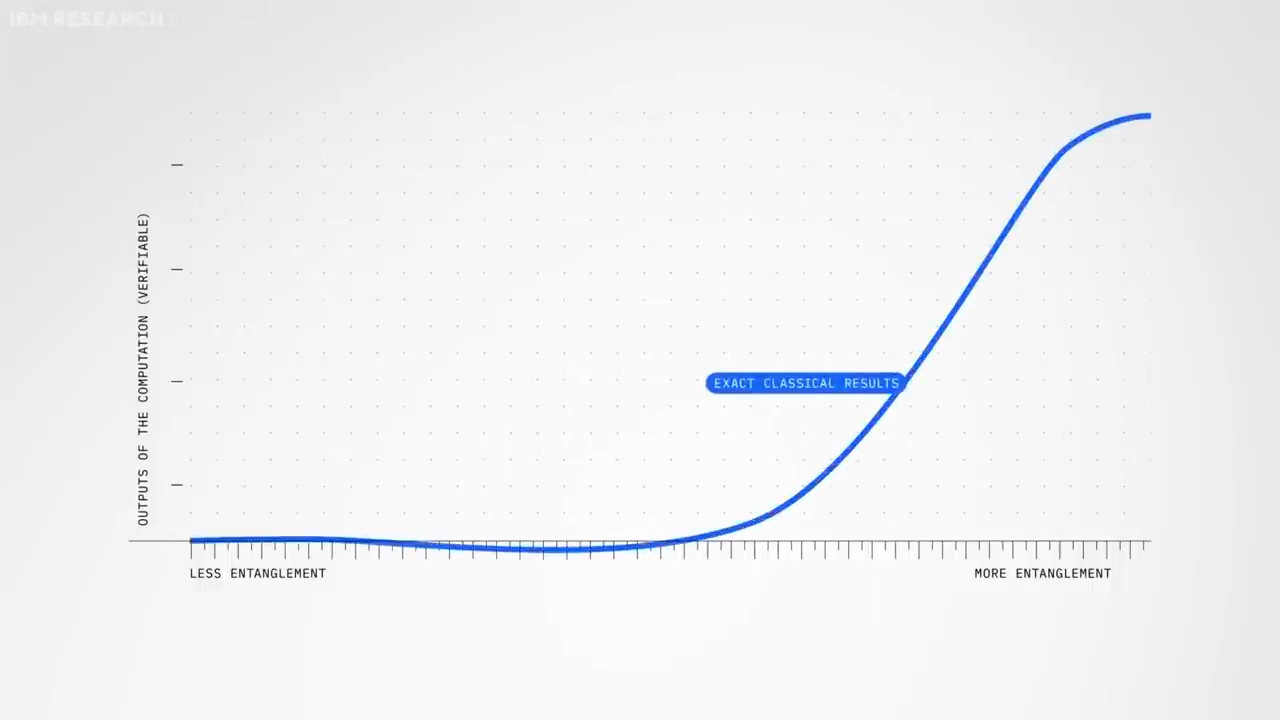 IBM RESEARCH
OUTPUTS OF THE COMPUTATION (VERIFIABLE)
EXACT CLASSICAL RESULTS
LESS ENTANGLEMENT
MORE ENTANGLEMENT